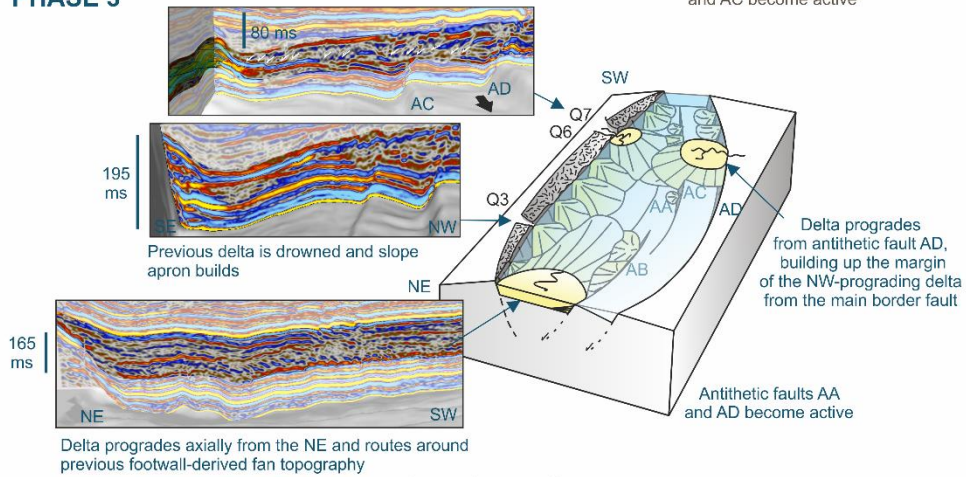 PHASE 3
and AC become active
80 ms
AC
AD
SW
Q7
Q6
195
ms
Q3
SE
NW
AA
AC
AD
AB
Previous delta is drowned and slope
apron builds
Delta progrades
from antithetic fault AD,
building up the margin
of the NW-prograding delta
from the main border fault
NE
165
ms
NE
SW
Antithetic faults AA
and AD become active
Delta progrades axially from the NE and routes around
previous footwall-derived fan topography